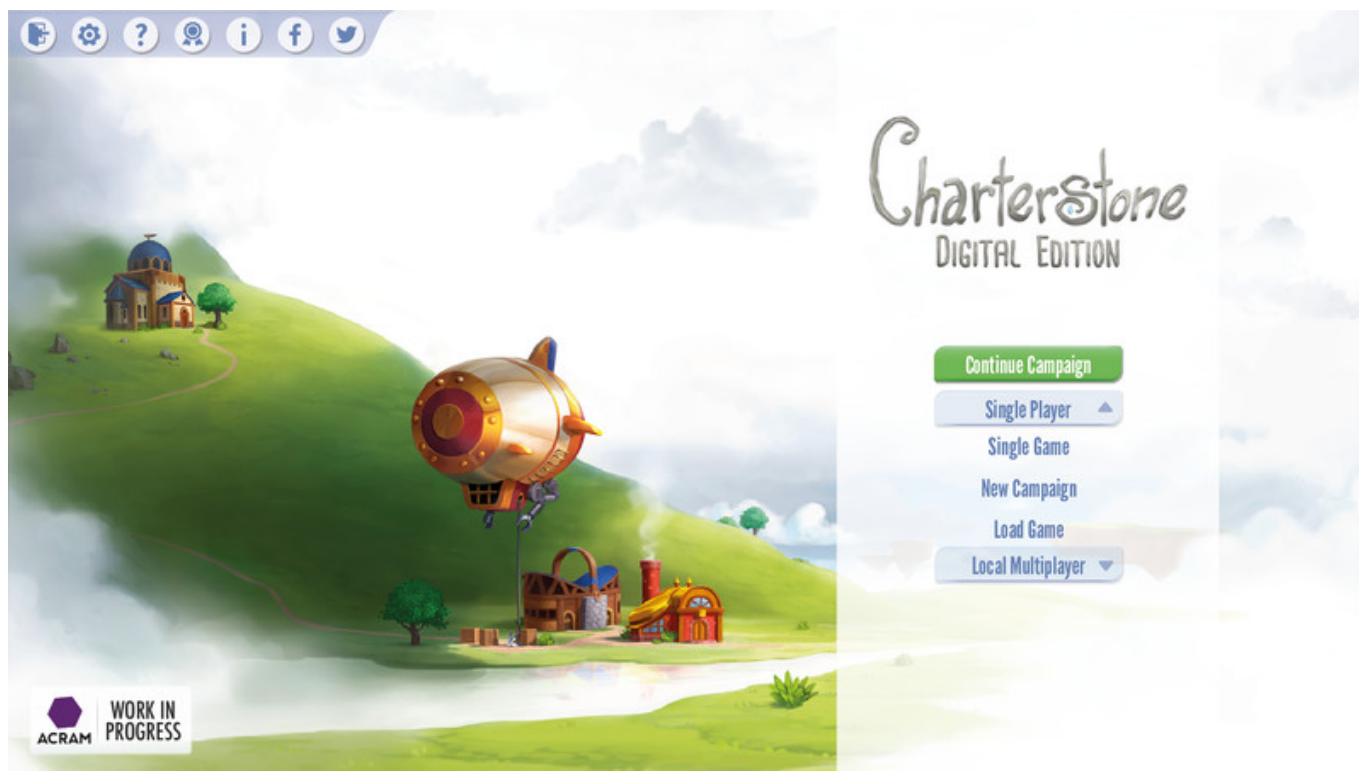 ?
i
f
Charterstone
DIGITAL EDITION
Continue Campaign
Single Player
Single Game
New Campaign
Load Game
Local Multiplayer
ACRAM
WORK IN
PROGRESS